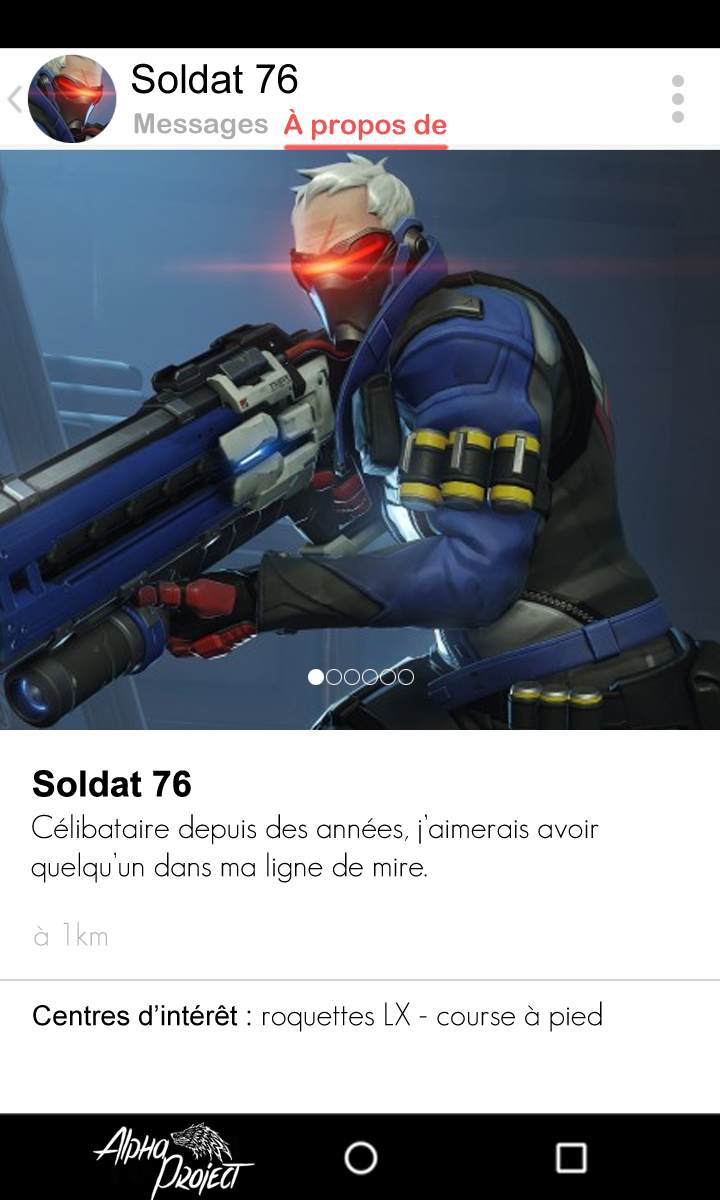 Soldat 76
Messages À propos de
Soldat 76
Célibataire depuis des années, j'aimerais avoir
quelqu'un dans ma ligne de mire.
à 1km
Centres d'intérêt : roquettes LX - course à pied
Alpha
Project